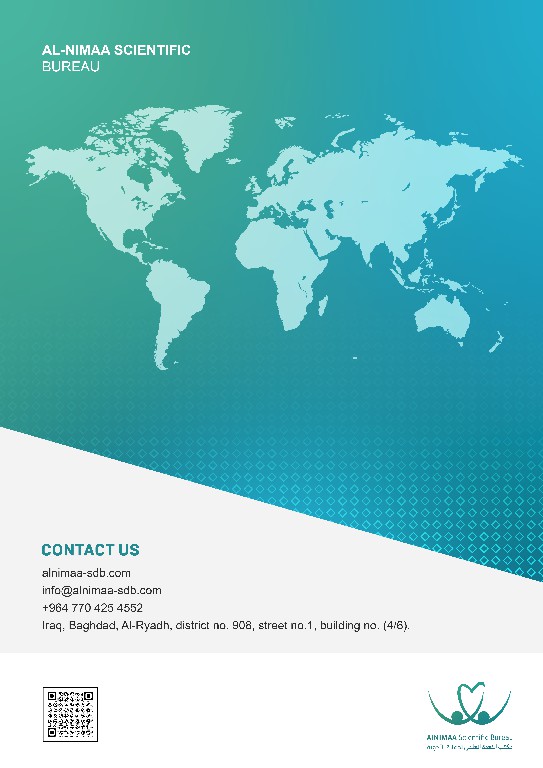 AL-NIMAA SCIENTIFIC
BUREAU
CONTACT US
alnimaa-sdb.com
info@alnimaa-sdb.com
+964 770 425 4552
Iraq, Baghdad, Al-Ryadh, district no. 908, street no.1, building no. (4/6).
AlNIMAA Scientific Bureau